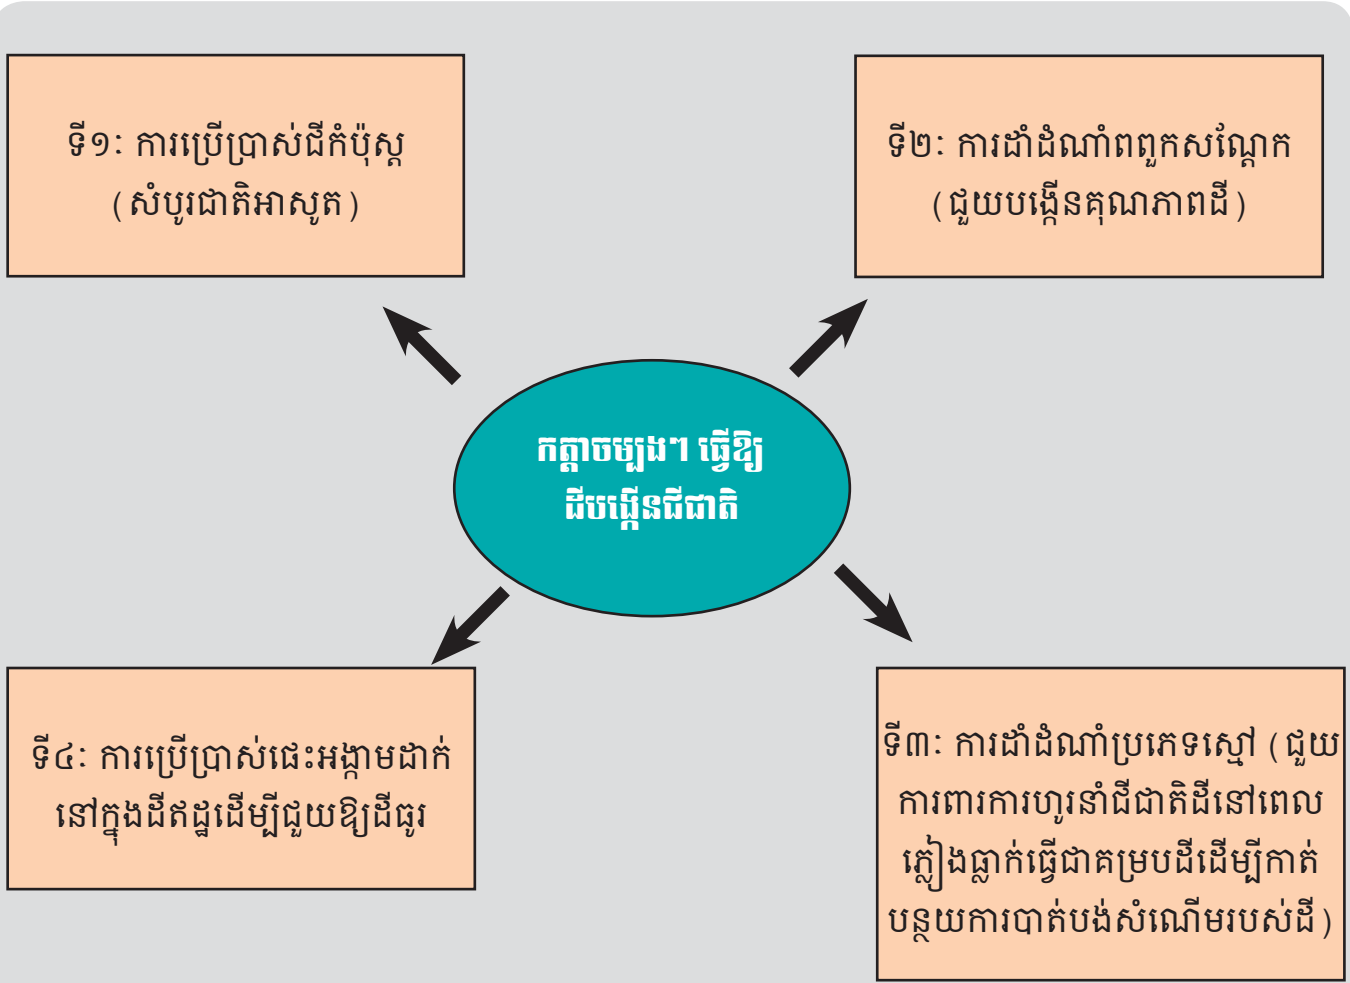 ទី១: ការប្រើប្រាស់ជីកំប៉ុស្ត
(សំបូរជាតិអាសូត)
ទី២: ការដាំដំណាំពពួកសណ្តែក
(ជួយបង្កើនគុណភាពដី)
កត្តាចម្បងៗ ធ្វើឱ្យ
ដីបង្កើនជីជាតិ
ទី៤: ការប្រើប្រាស់ផេះអង្កាមដាក់
នៅក្នុងដីឥដ្ឋដើម្បីជួយឱ្យដីធូរ
ទី៣: ការដាំដំណាំប្រភេទស្មៅ (ជួយ
ការពារការហូរនាំជីជាតិដីនៅពេល
ភ្លៀងធ្លាក់ធ្វើជាគម្របដីដើម្បីកាត់
បន្ថយការបាត់បង់សំណើមរបស់ដី)